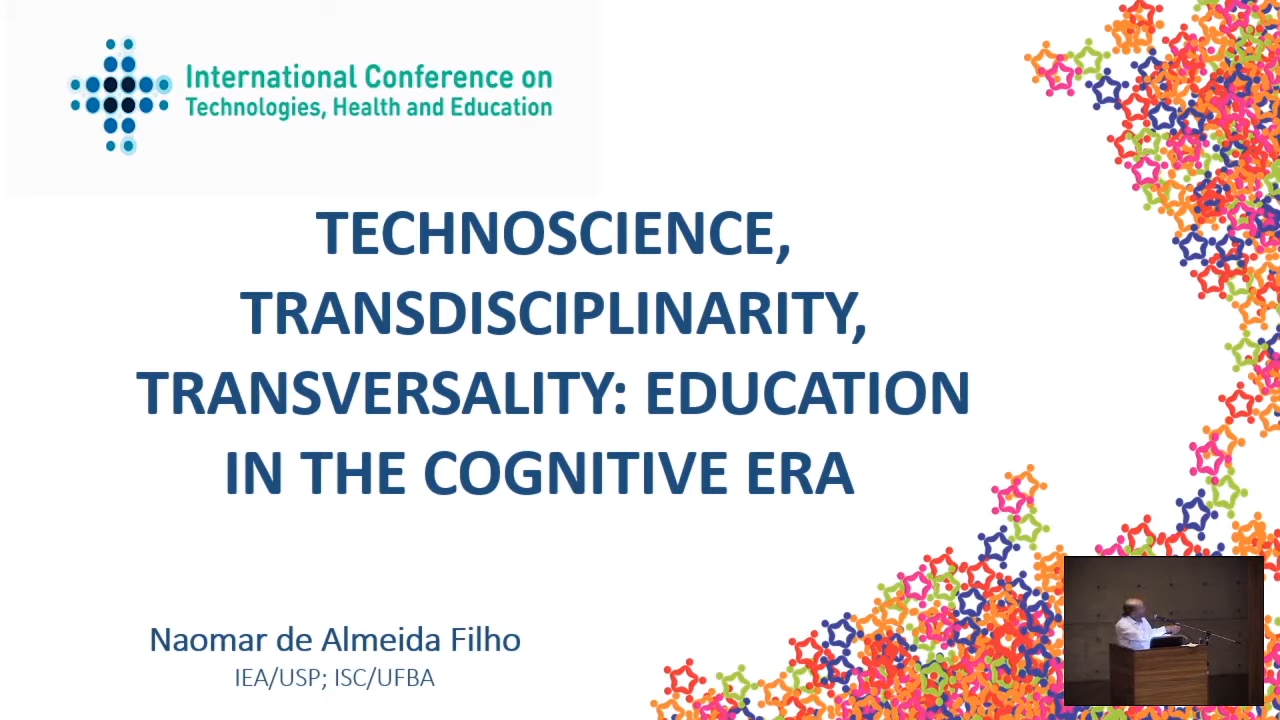 International Conference on
Technologies, Health and Education
TECHNOSCIENCE,
TRANSDISCIPLINARITY,
TRANSVERSALITY: EDUCATION
IN THE COGNITIVE ERA
Naomar de Almeida Filho
IEA/USP; ISC/UFBA